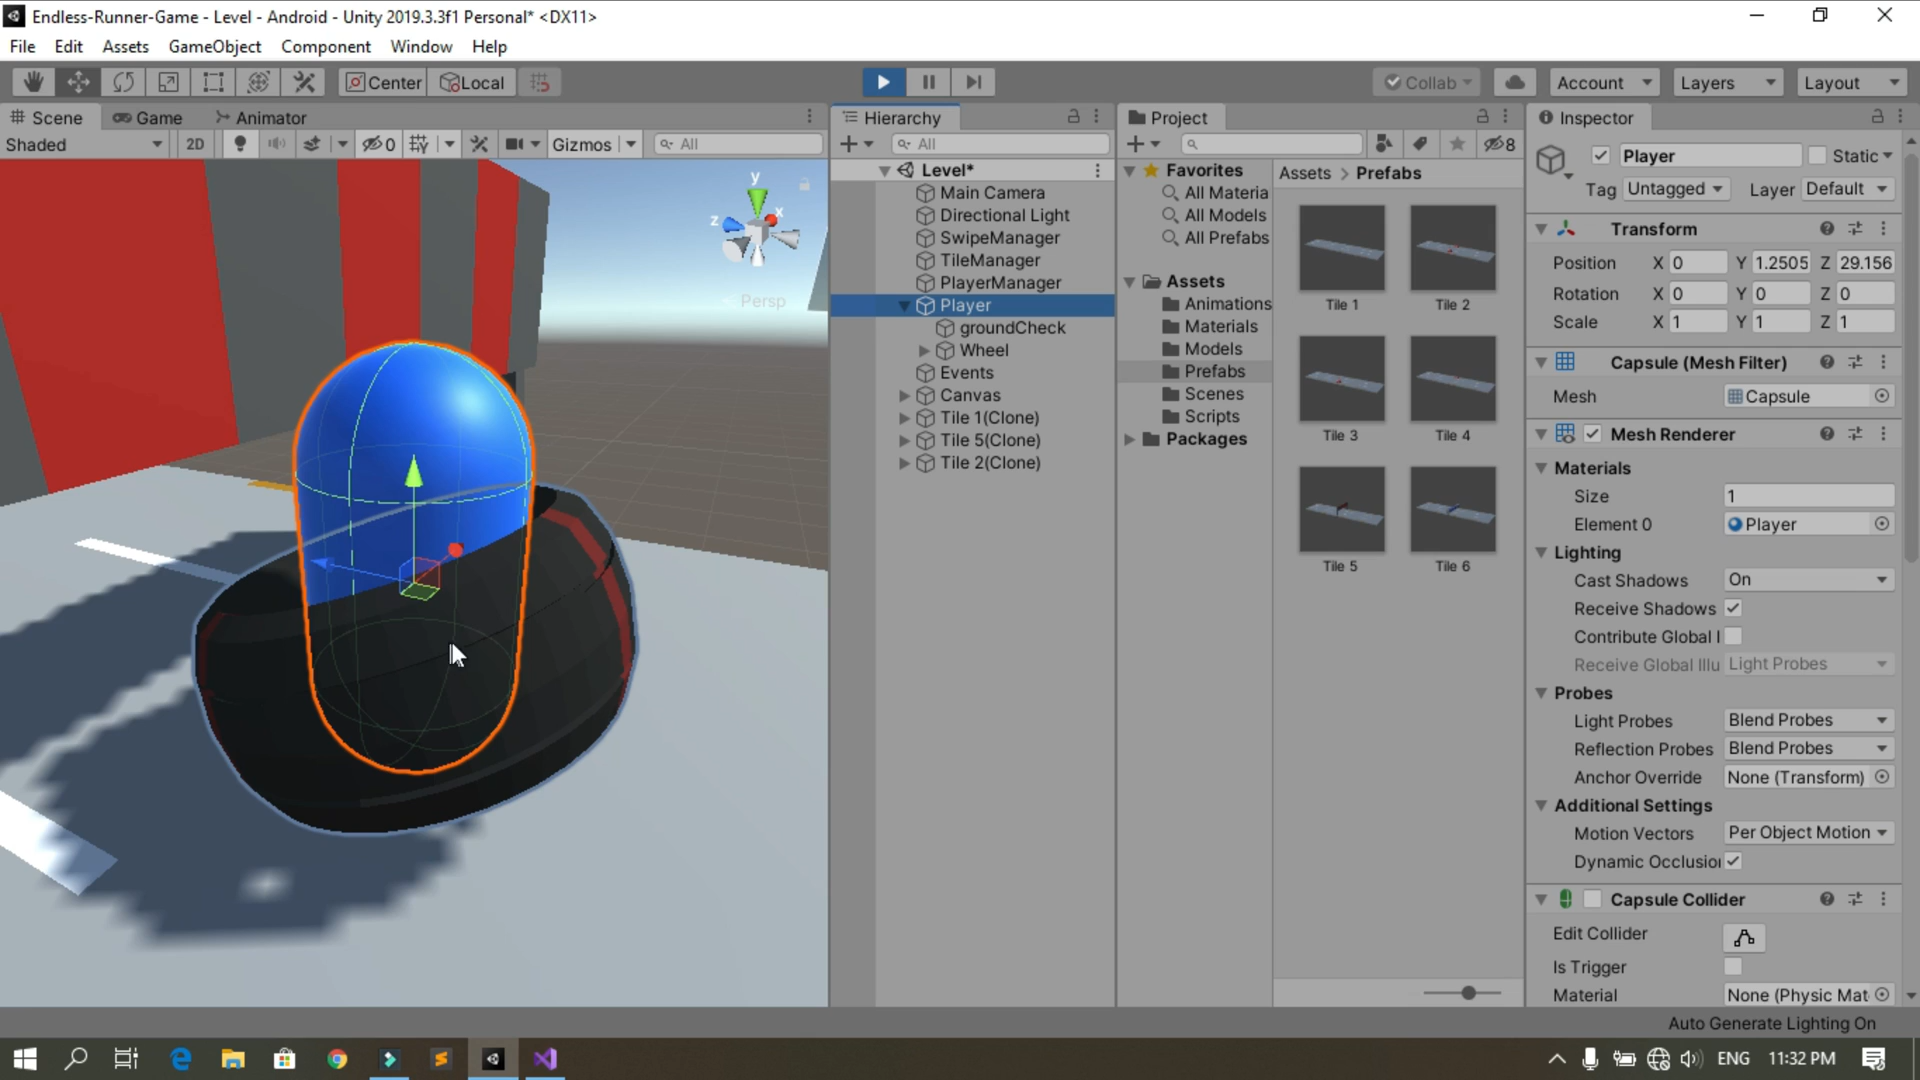 Endless-Runner-Game - Level - Android - Unity 2019.3.3f1 Personal* <DX11>
File Edit Assets GameObject Component Window Help
Center Local Collab Account Layers Layout
Scene Game Animator
Shaded 2D 0 Gizmos All
y
x
z
Persp
Hierarchy
All
Level*
Main Camera
Directional Light
SwipeManager
TileManager
PlayerManager
Player
groundCheck
Wheel
Events
Canvas
Tile 1(Clone)
Tile 5(Clone)
Tile 2(Clone)
Project
8
Favorites
All Materia
All Models
All Prefabs
Assets
Animations
Materials
Models
Prefabs
Scenes
Scripts
Packages
Assets > Prefabs
Tile 1 Tile 2
Tile 3 Tile 4
Tile 5 Tile 6
Inspector
Player Static
Tag Untagged Layer Default
Transform
Position X 0 Y 1.2505 Z 29.156
Rotation X 0 Y 0 Z 0
Scale X 1 Y 1 Z 1
Capsule (Mesh Filter)
Mesh Capsule
Mesh Renderer
Materials
Size 1
Element 0 Player
Lighting
Cast Shadows On
Receive Shadows
Contribute Global I
Receive Global Illu Light Probes
Probes
Light Probes Blend Probes
Reflection Probes Blend Probes
Anchor Override None (Transform)
Additional Settings
Motion Vectors Per Object Motion
Dynamic Occlusio
Capsule Collider
Edit Collider
Is Trigger
Material None (Physic Mat
Auto Generate Lighting On
ENG 11:32 PM